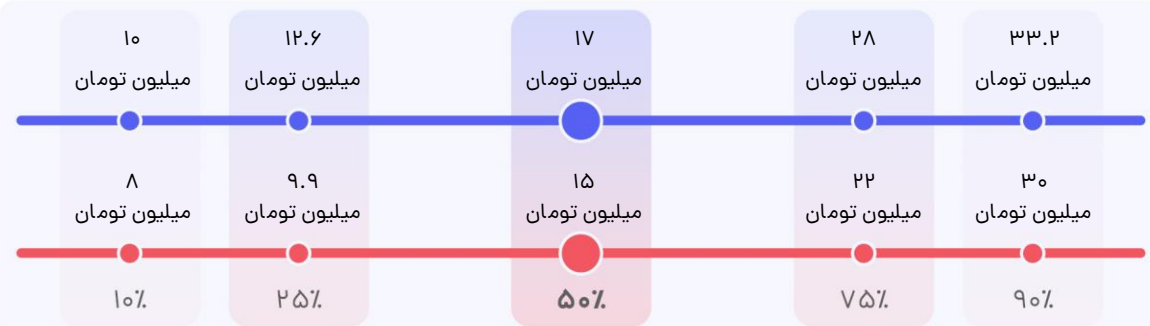 ۱۰ ۱۲.۶ ۱۷ ۲۸ ۳۳.۲
میلیون تومان میلیون تومان میلیون تومان میلیون تومان میلیون تومان
۸ ۹.۹ ۱۵ ۲۲ ۳۰
میلیون تومان میلیون تومان میلیون تومان میلیون تومان میلیون تومان
۱۰٪ ۲۵٪ ۵۰٪ ۷۵٪ ۹۰٪